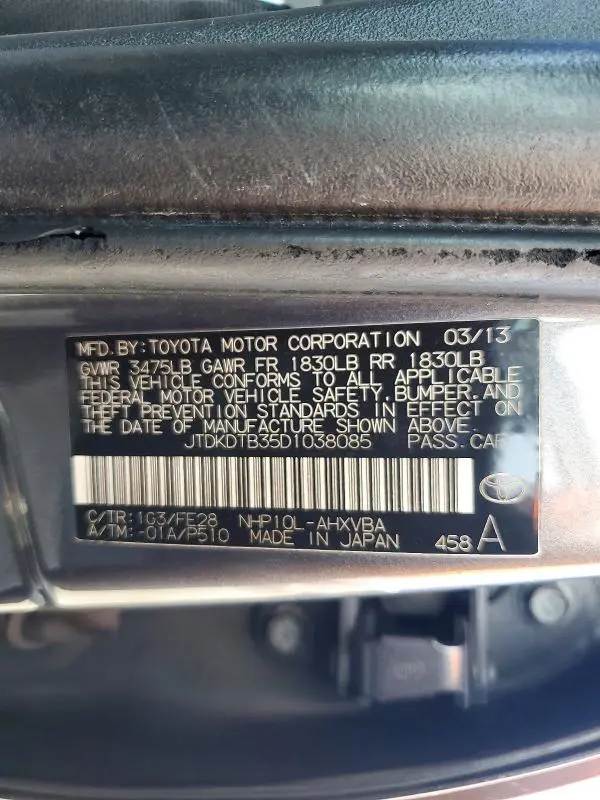 MFD.BY:TOYOTA MOTOR CORPORATION 03/13
GVWR 3475LB GAWR FR 1830LB RR 1830LB
THIS VEHICLE CONFORMS TO ALL APPLICABLE
FEDERAL MOTOR VEHICLE SAFETY, BUMPER, AND
THEFT PREVENTION STANDARDS IN EFFECT ON
THE DATE OF MANUFACTURE SHOWN ABOVE.
JTDKDTB35D1038085 PASS.CAR
C/TR:1G3/FE28 NHP10L-AHXVBA
A/TM:-01A/P510 MADE IN JAPAN 458 A